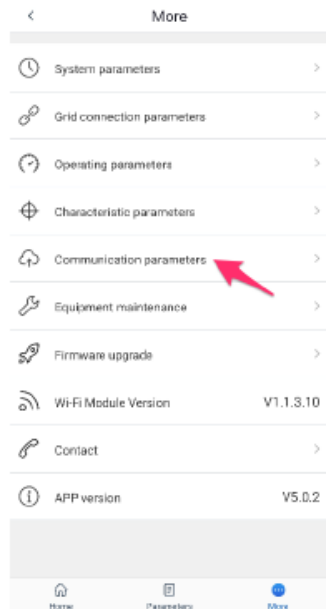 More
System parameters
Grid connection parameters
Operating parameters
Characteristic parameters
Communication parameters
Equipment maintenance
Firmware upgrade
Wi-Fi Module Version V1.1.3.10
Contact
APP version V5.0.2
Home Parameters More